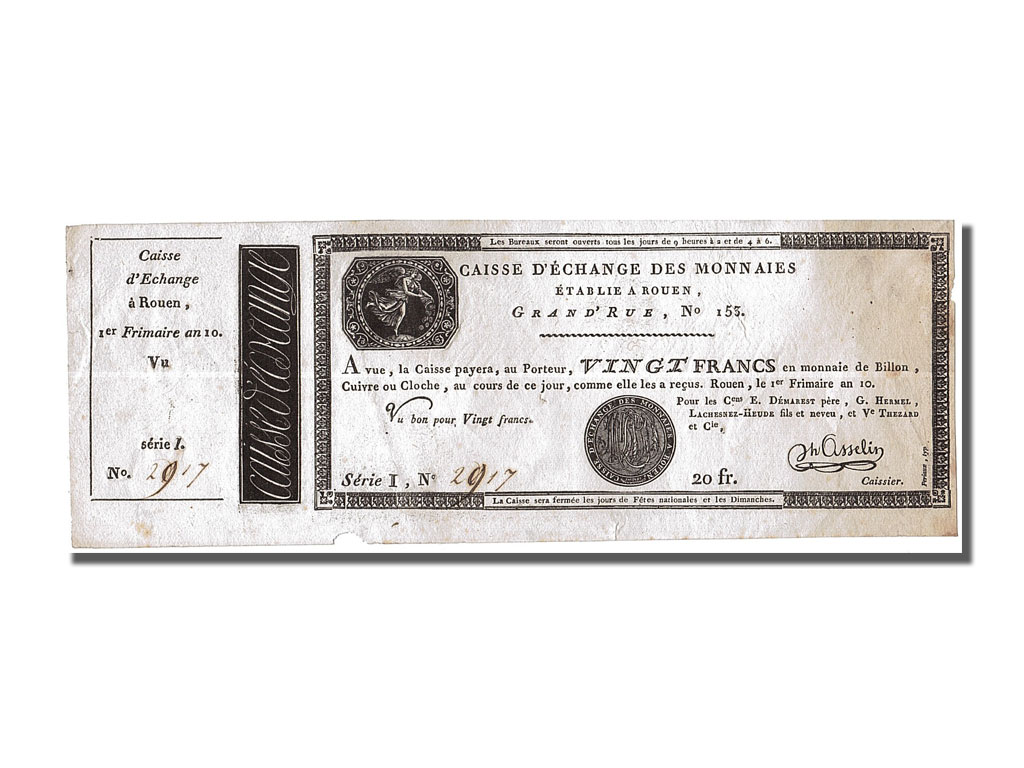 Caisse
d'Echange
à Rouen,
1er Frimaire an 10.
Vu
série I.
No. 2917
Les Bureaux seront ouverts tous les jours de 9 heures à 2 et de 4 à 6.
CAISSE D'ÉCHANGE DES MONNAIES
ÉTABLIE A ROUEN,
GRAND'RUE, No 153.
A vue, la Caisse payera, au Porteur, VINGT FRANCS en monnaie de Billon,
Cuivre ou Cloche, au cours de ce jour, comme elle les a reçus. Rouen, le 1er Frimaire an 10.
Vu bon pour Vingt francs.
Pour les Cens E. DÉMAREST père, G. HERMEL,
LACHESNEZ-HEUDE fils et neveu, et Ve THEZARD
et Cie,
CAISSE D'ECHANGE DES MONNAIES A ROUEN
Asselin
Série I, No 2917
20 fr.
Caissier.
La Caisse sera fermée les jours de Fêtes nationales et les Dimanches.